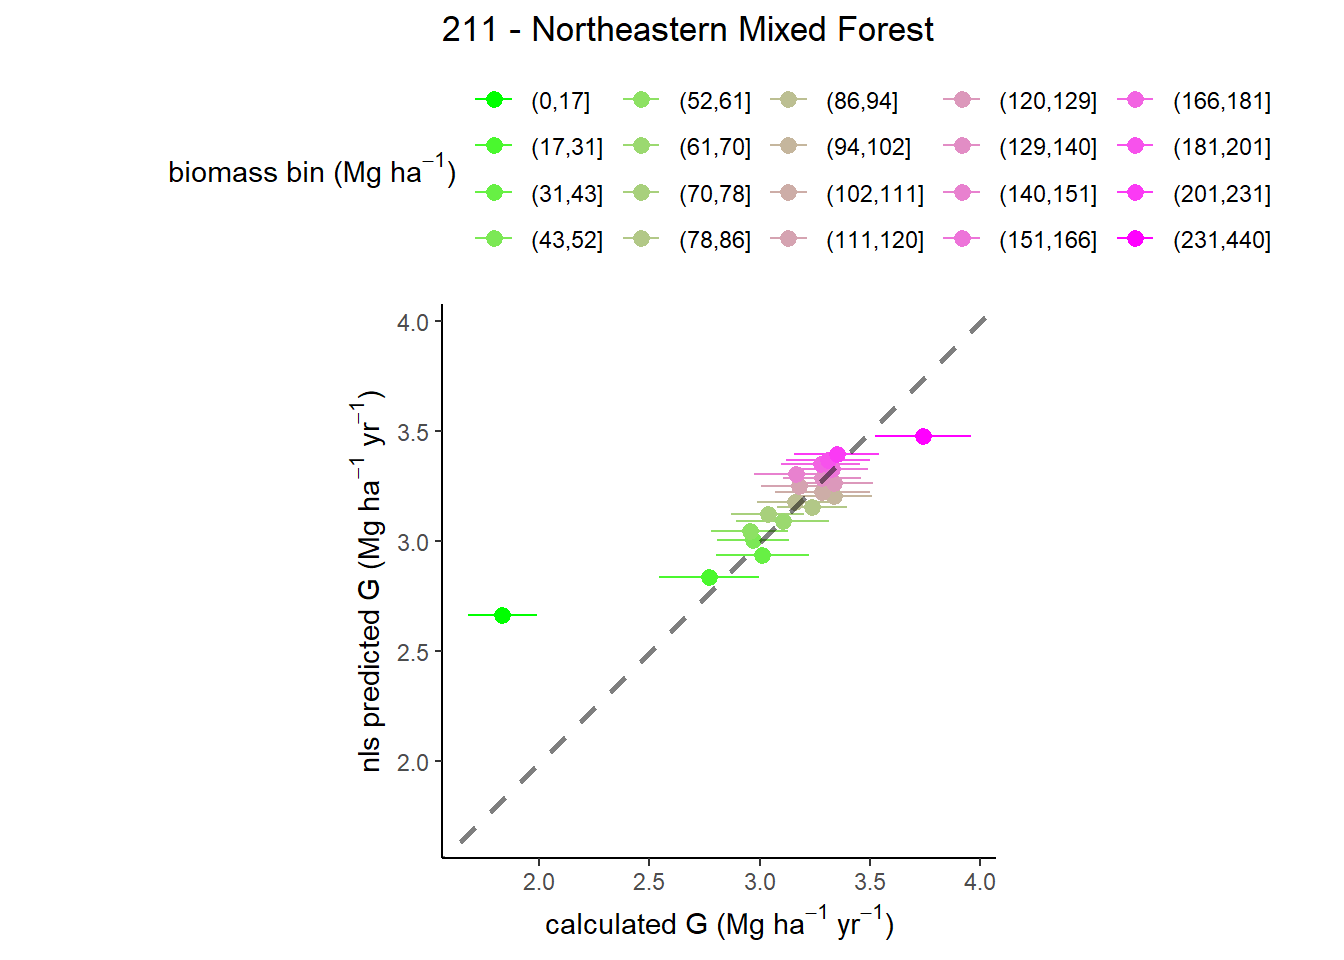 211 - Northeastern Mixed Forest
biomass bin (Mg ha⁻¹)
(0,17] (52,61] (86,94] (120,129] (166,181]
(17,31] (61,70] (94,102] (129,140] (181,201]
(31,43] (70,78] (102,111] (140,151] (201,231]
(43,52] (78,86] (111,120] (151,166] (231,440]
nls predicted G (Mg ha⁻¹ yr⁻¹)
4.0
3.5
3.0
2.5
2.0
2.0 2.5 3.0 3.5 4.0
calculated G (Mg ha⁻¹ yr⁻¹)